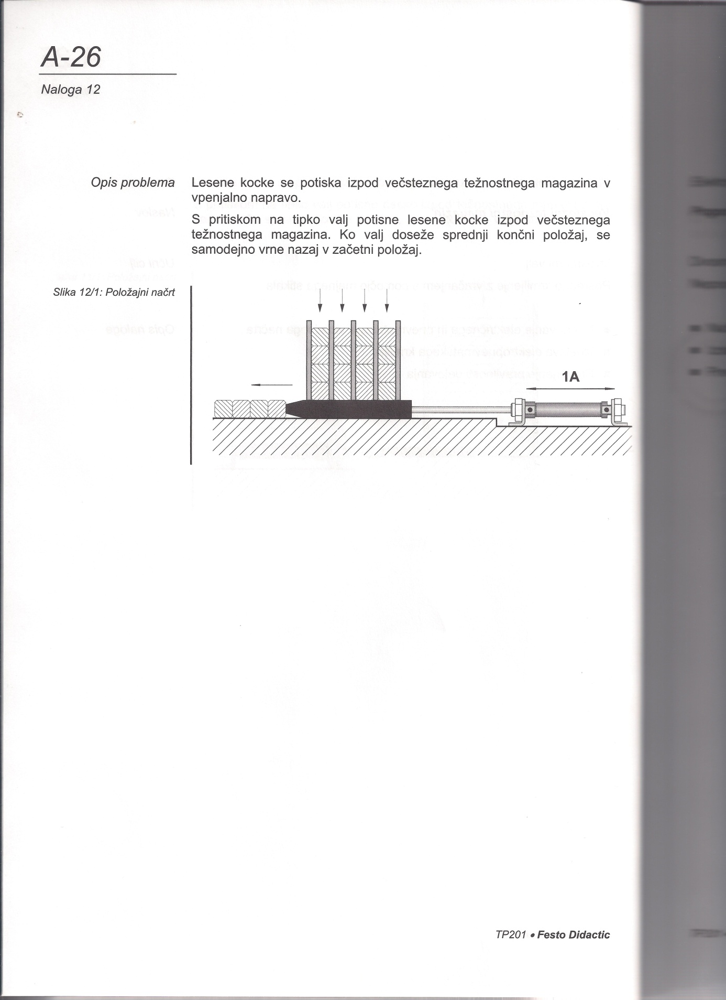 A-26
Naloga 12
Opis problema
Lesene kocke se potiska izpod večsteznega težnostnega magazina v
vpenjalno napravo.
S pritiskom na tipko valj potisne lesene kocke izpod večsteznega
težnostnega magazina. Ko valj doseže sprednji končni položaj, se
samodejno vrne nazaj v začetni položaj.
Slika 12/1: Položajni načrt
1A
TP201 • Festo Didactic